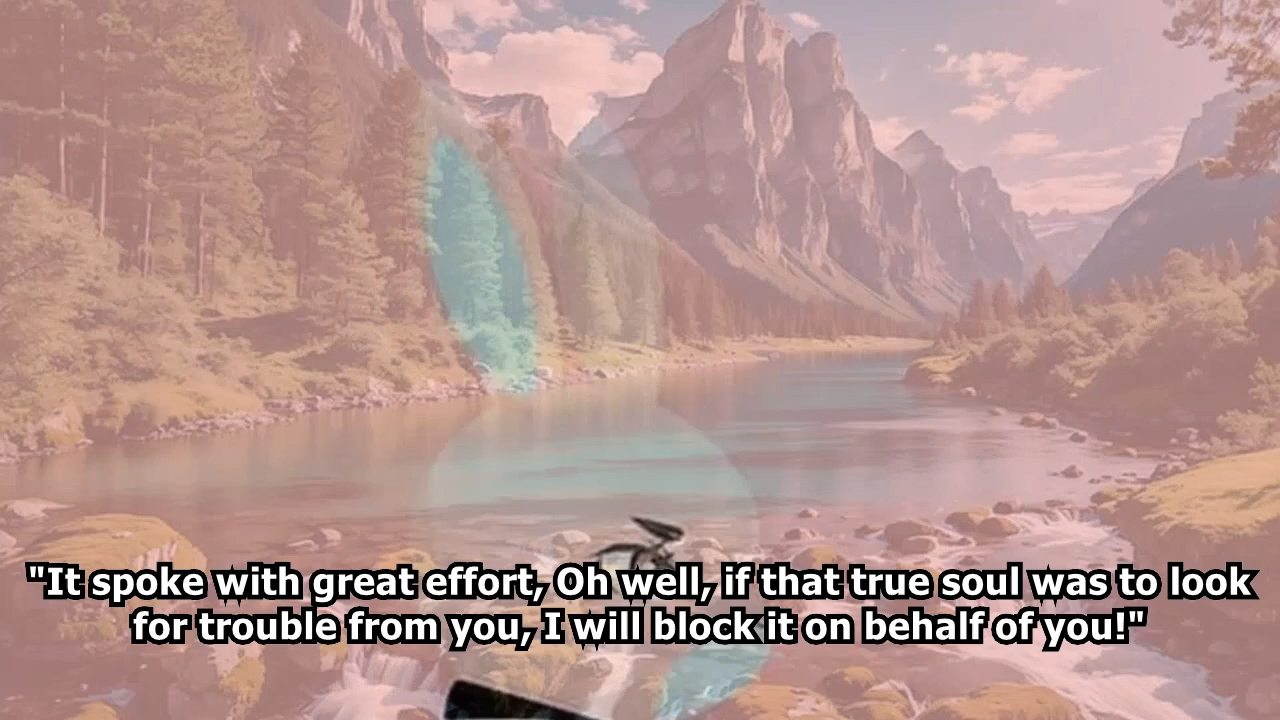 "It spoke with great effort, Oh well, if that true soul was to look
for trouble from you, I will block it on behalf of you!"